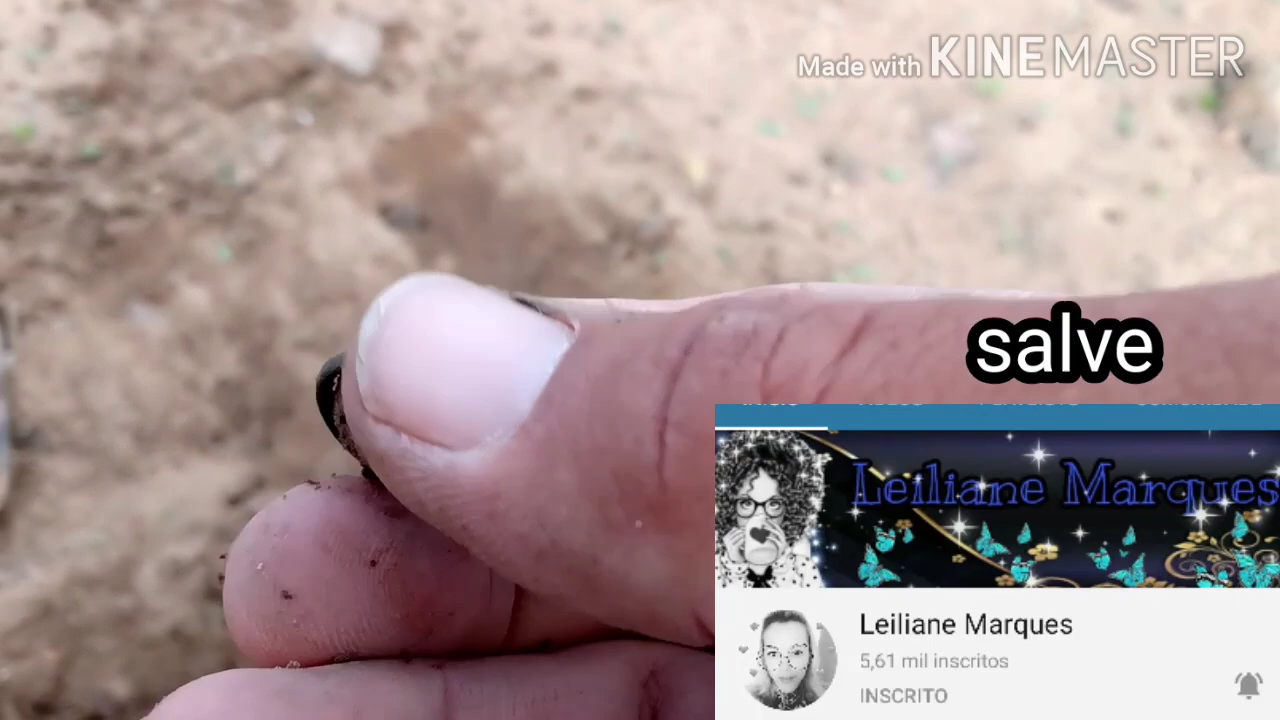 Made with KINEMASTER
salve
Leiliane Marques
Leiliane Marques
5,61 mil inscritos
INSCRITO